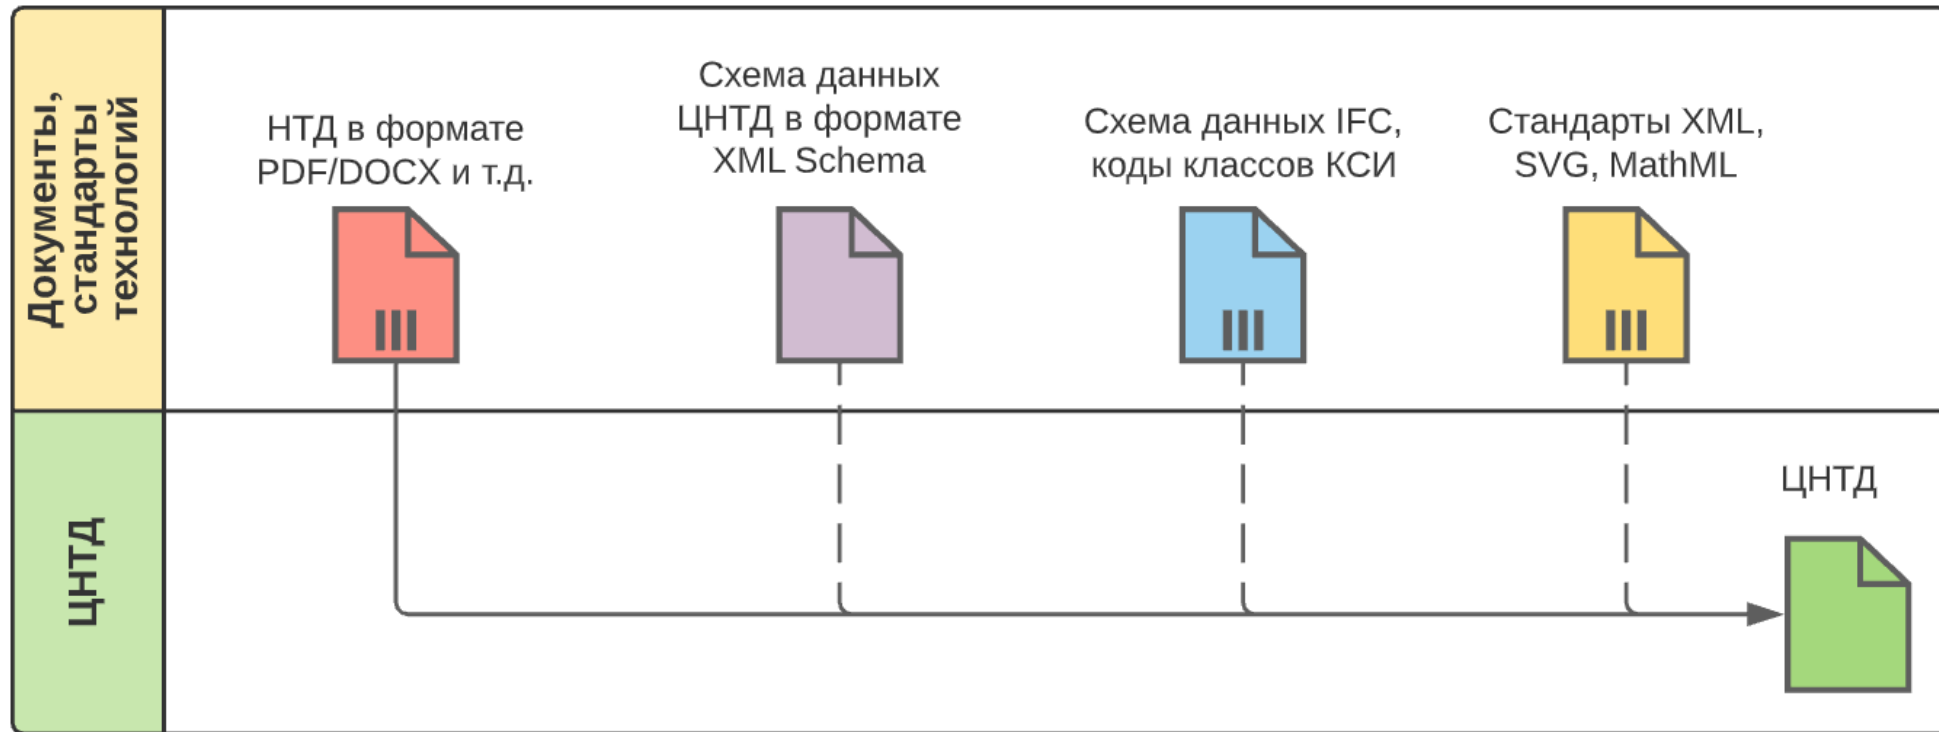 Документы,
стандарты
технологий
НТД в формате
PDF/DOCX и т.д.
Схема данных
ЦНТД в формате
XML Schema
Схема данных IFC,
коды классов КСИ
Стандарты XML,
SVG, MathML
ЦНТД
ЦНТД